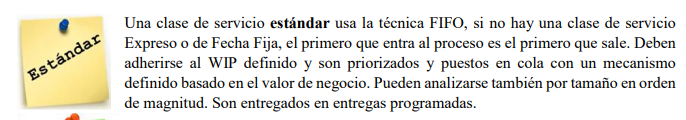 Estándar
Una clase de servicio estándar usa la técnica FIFO, si no hay una clase de servicio
Expreso o de Fecha Fija, el primero que entra al proceso es el primero que sale. Deben
adherirse al WIP definido y son priorizados y puestos en cola con un mecanismo
definido basado en el valor de negocio. Pueden analizarse también por tamaño en orden
de magnitud. Son entregados en entregas programadas.